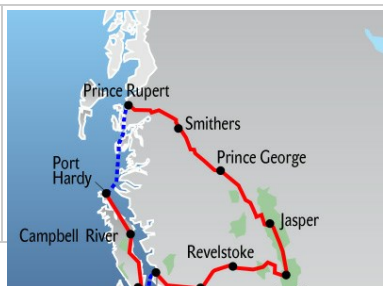 Prince Rupert
Smithers
Prince George
Port
Hardy
Jasper
Campbell River
Revelstoke